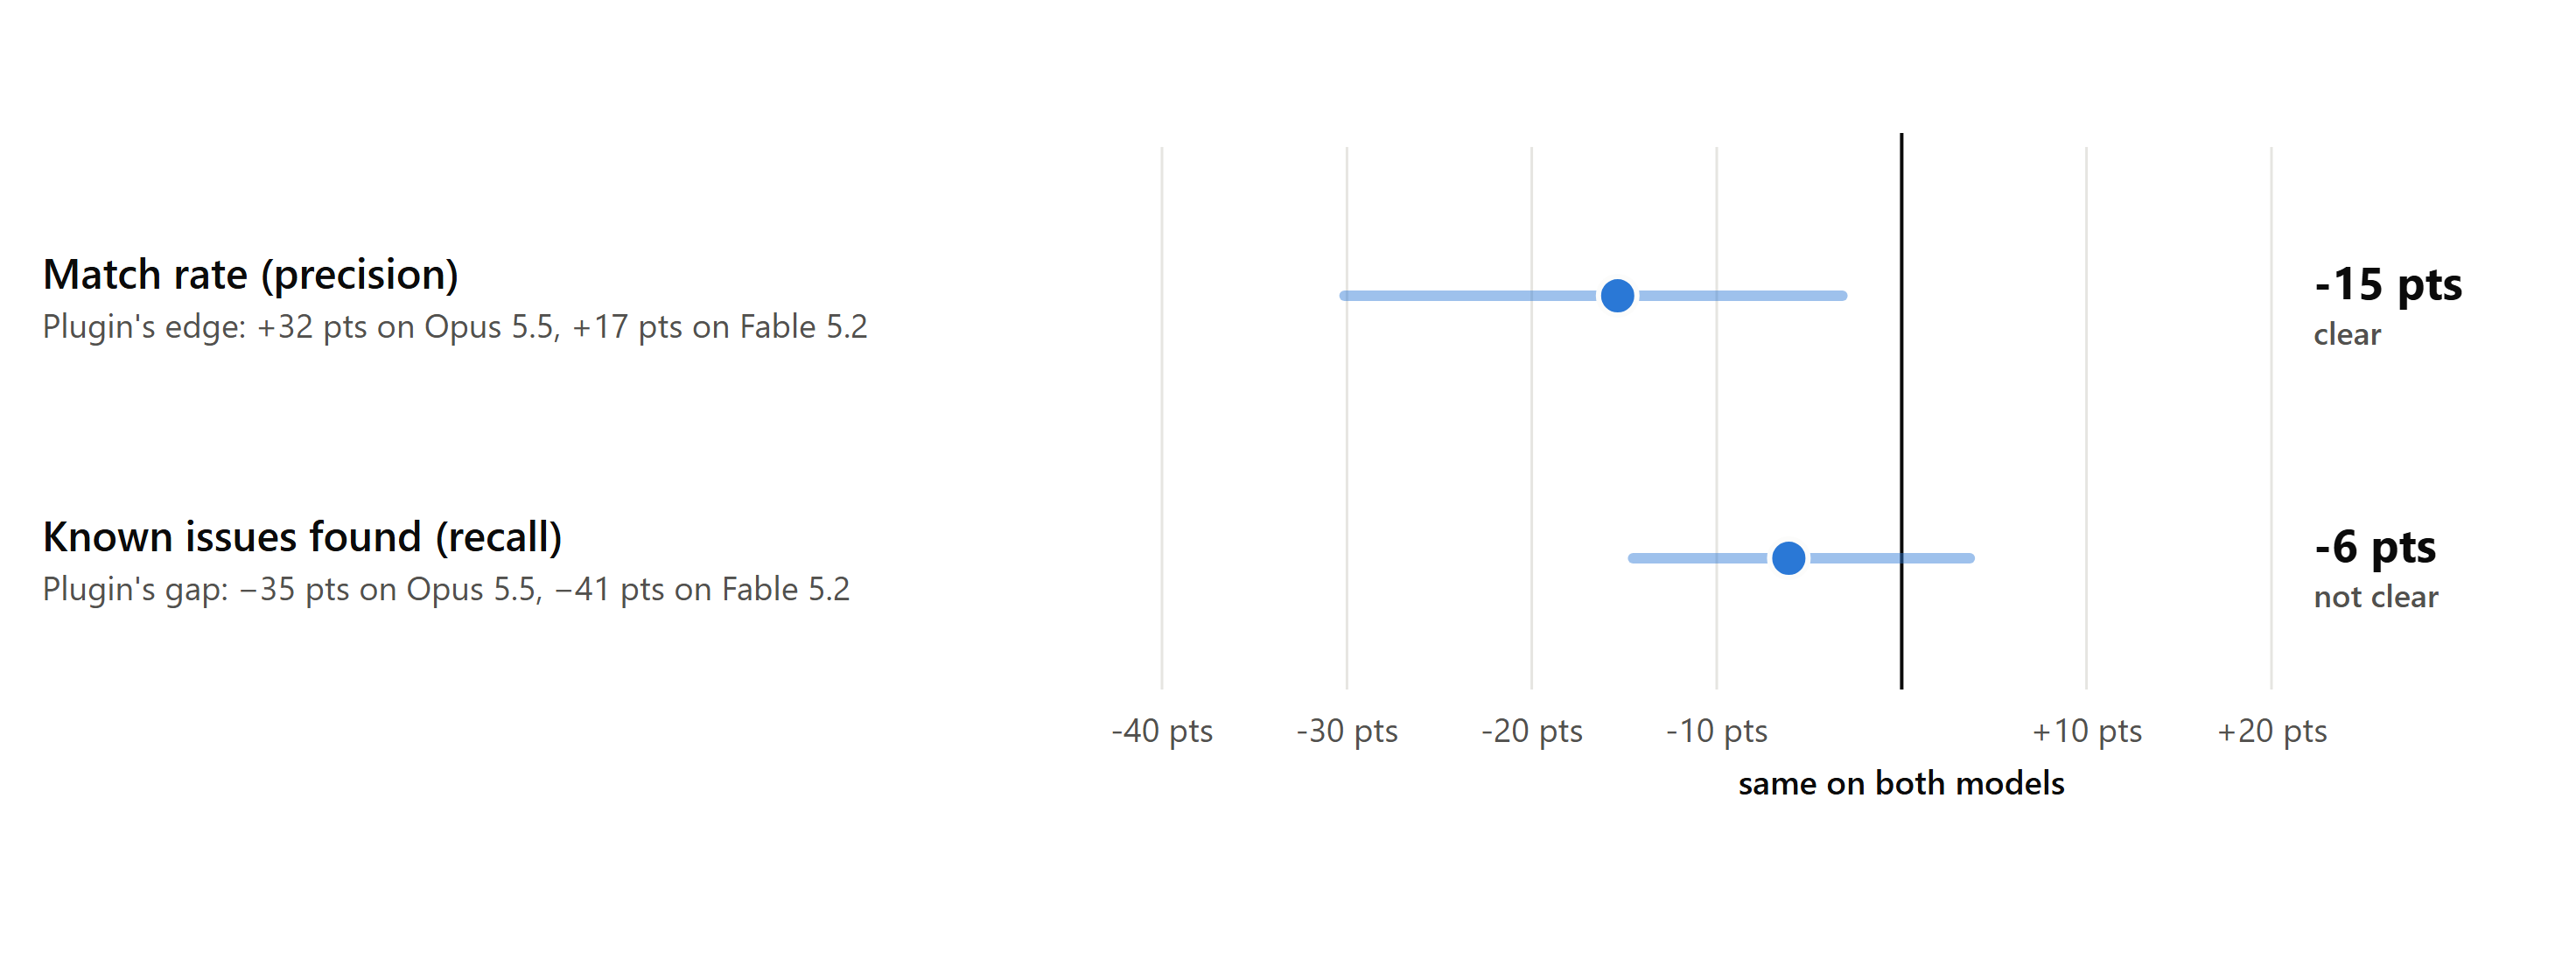 Match rate (precision)
Plugin's edge: +32 pts on Opus 5.5, +17 pts on Fable 5.2
-15 pts
clear
Known issues found (recall)
Plugin's gap: −35 pts on Opus 5.5, −41 pts on Fable 5.2
-6 pts
not clear
-40 pts
-30 pts
-20 pts
-10 pts
+10 pts
+20 pts
same on both models